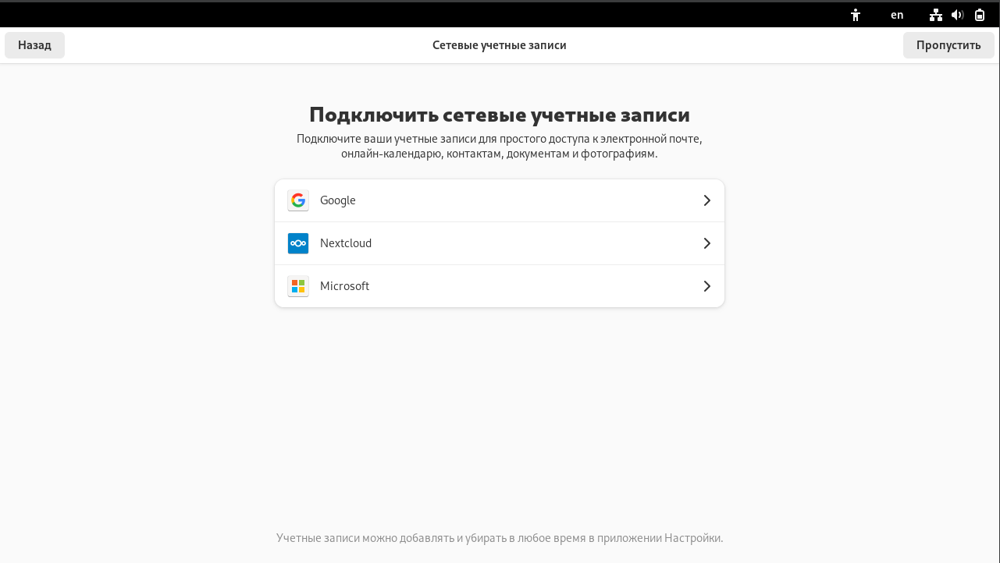 en
Назад
Сетевые учетные записи
Пропустить
Подключить сетевые учетные записи
Подключите ваши учетные записи для простого доступа к электронной почте,
онлайн-календарю, контактам, документам и фотографиям.
Google
Nextcloud
Microsoft
Учетные записи можно добавлять и убирать в любое время в приложении Настройки.